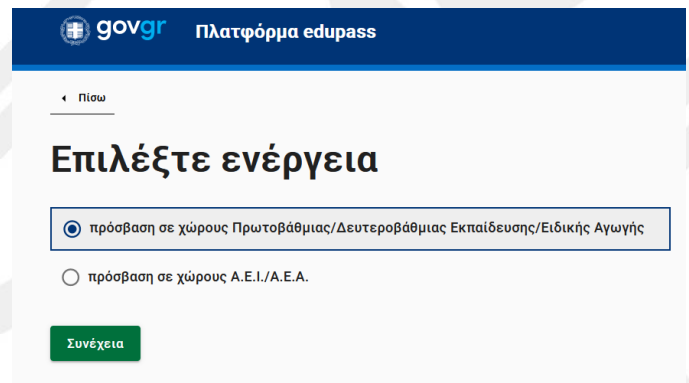 govgr Πλατφόρμα edupass
Πίσω
Επιλέξτε ενέργεια
πρόσβαση σε χώρους Πρωτοβάθμιας/Δευτεροβάθμιας Εκπαίδευσης/Ειδικής Αγωγής
πρόσβαση σε χώρους Α.Ε.Ι./Α.Ε.Α.
Συνέχεια